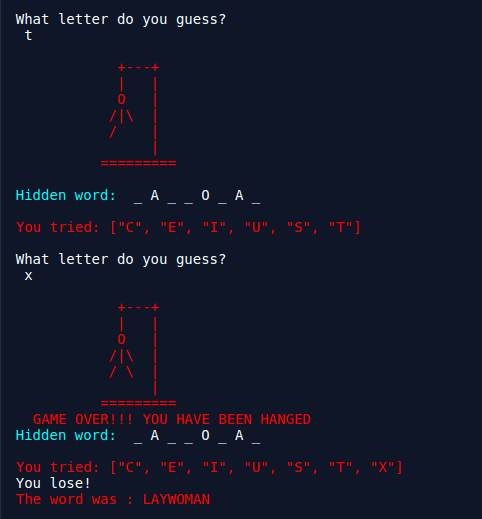 What letter do you guess?
t
+---+
|   |
O   |
/|\  |
/    |
|
=========
Hidden word:  _ A _ _ O _ A _
You tried: ["C", "E", "I", "U", "S", "T"]
What letter do you guess?
x
+---+
|   |
O   |
/|\  |
/ \  |
|
=========
GAME OVER!!! YOU HAVE BEEN HANGED
Hidden word:  _ A _ _ O _ A _
You tried: ["C", "E", "I", "U", "S", "T", "X"]
You lose!
The word was : LAYWOMAN